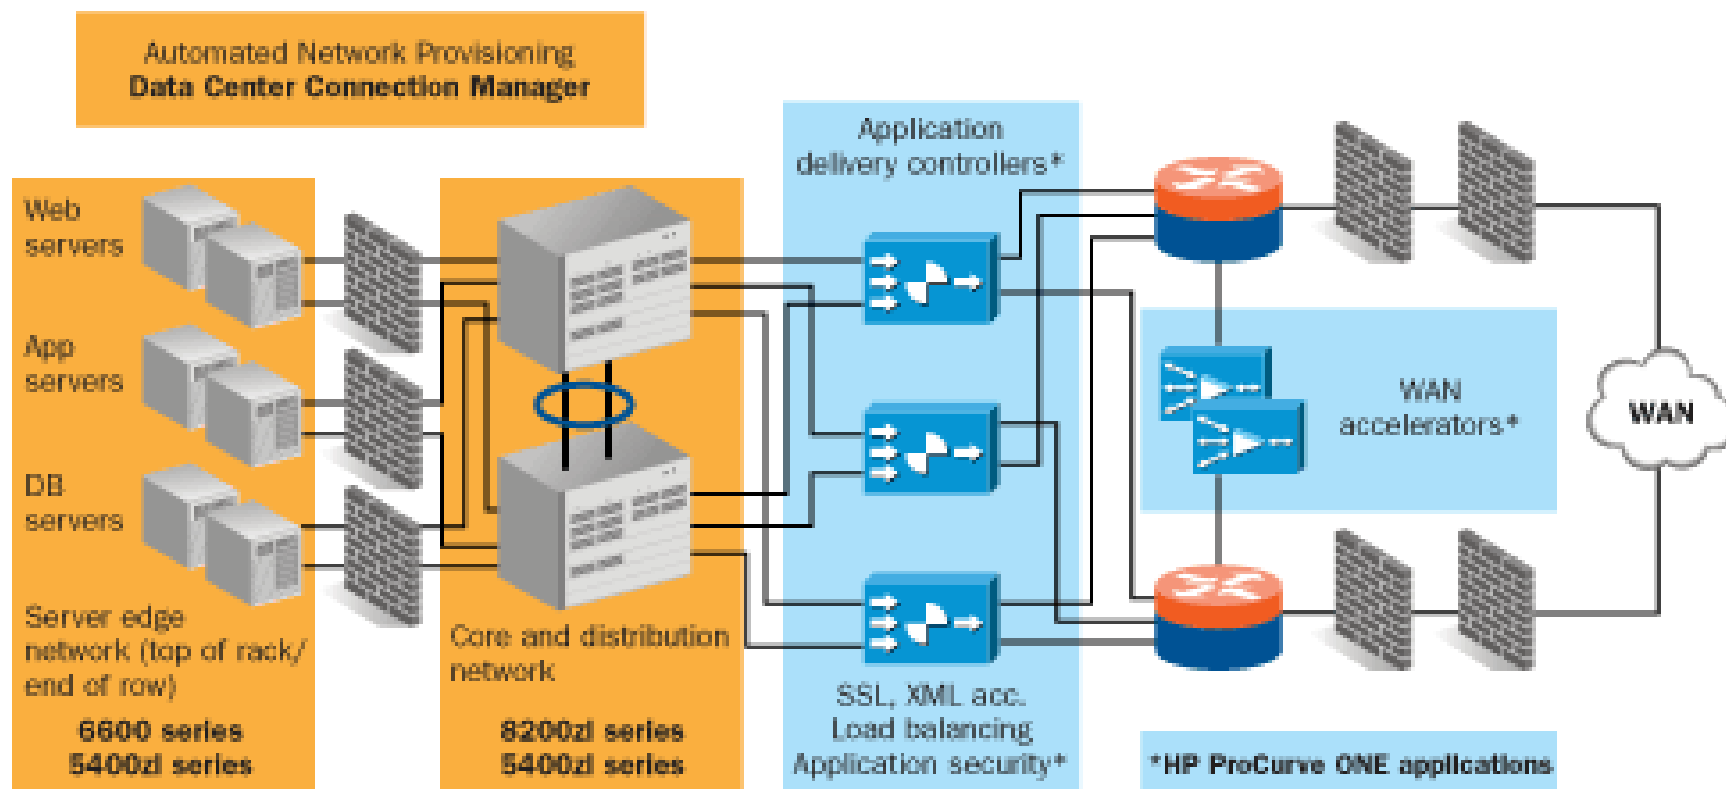 Automated Network Provisioning
Data Center Connection Manager
Web
servers
App
servers
DB
servers
Server edge
network (top of rack/
end of row)
6600 series
5400zl series
Core and distribution
network
8200zl series
5400zl series
Application
delivery controllers*
SSL, XML acc.
Load balancing
Application security*
WAN
accelerators*
WAN
*HP ProCurve ONE applications